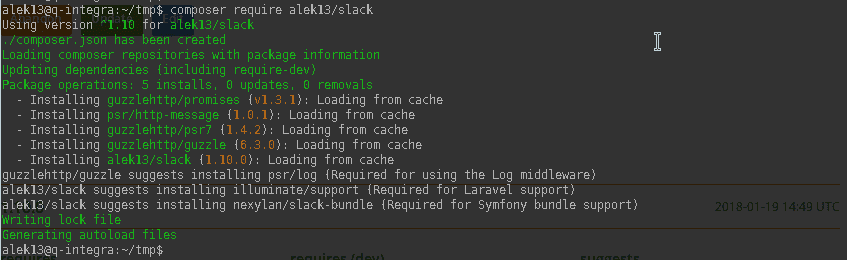 alek13@q-integra:~/tmp$ composer require alek13/slack
Using version ^1.10 for alek13/slack
./composer.json has been created
Loading composer repositories with package information
Updating dependencies (including require-dev)
Package operations: 5 installs, 0 updates, 0 removals
- Installing guzzlehttp/promises (v1.3.1): Loading from cache
- Installing psr/http-message (1.0.1): Loading from cache
- Installing guzzlehttp/psr7 (1.4.2): Loading from cache
- Installing guzzlehttp/guzzle (6.3.0): Loading from cache
- Installing alek13/slack (1.10.0): Loading from cache
guzzlehttp/guzzle suggests installing psr/log (Required for using the Log middleware)
alek13/slack suggests installing illuminate/support (Required for Laravel support)
alek13/slack suggests installing nexylan/slack-bundle (Required for Symfony bundle support)
2018-01-19 14:49 UTC
Writing lock file
Generating autoload files
alek13@q-integra:~/tmp$
requires (dev)
suggests